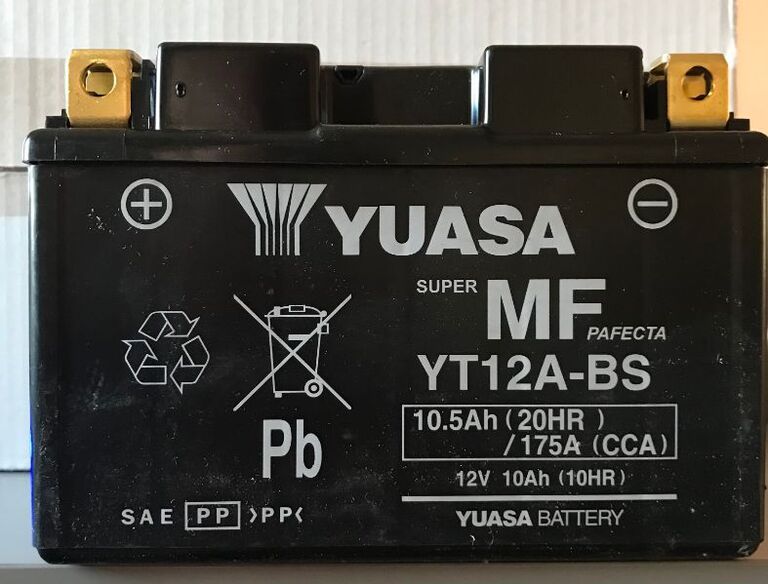 YUASA
SUPER MF PAFECTA
YT12A-BS
10.5Ah (20HR )
/175A (CCA)
12V 10Ah (10HR)
YUASA BATTERY
Pb
SAE PP >PP<